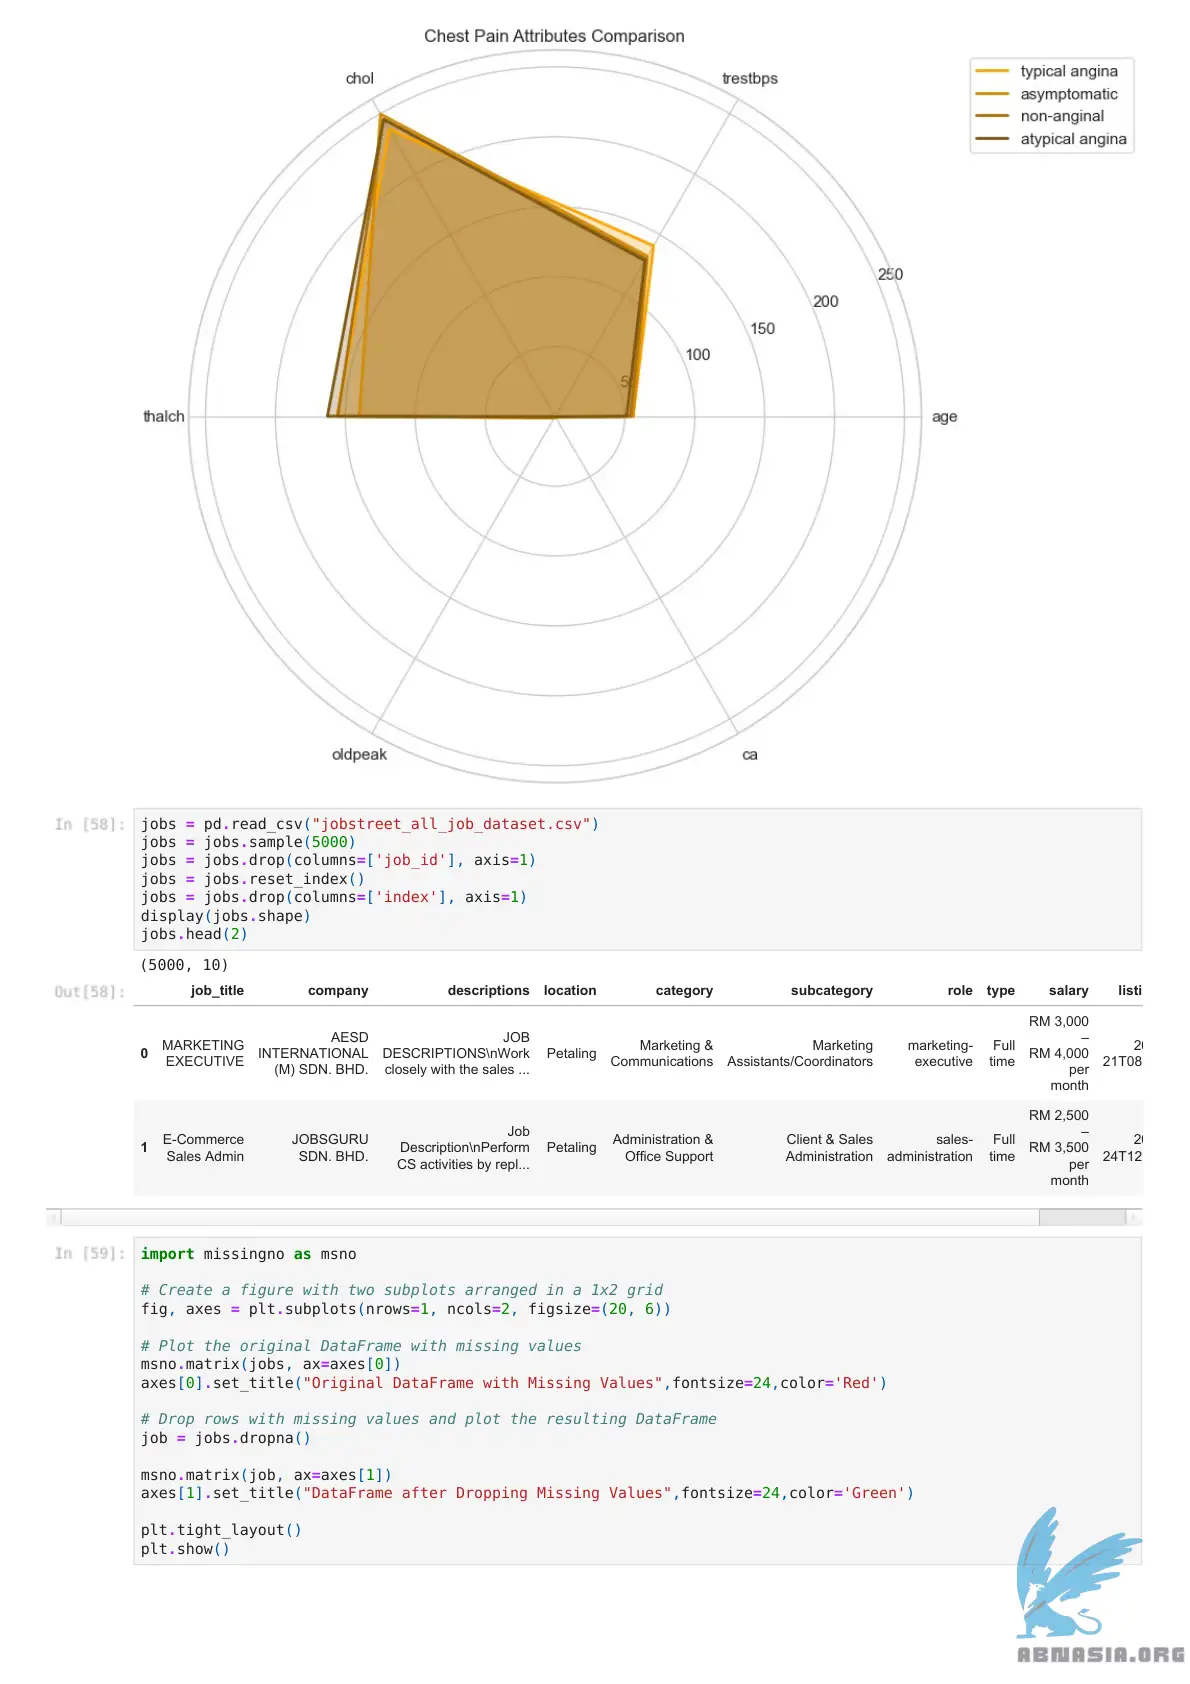 Chest Pain Attributes Comparison
chol
trestbps
typical angina
asymptomatic
non-anginal
atypical angina
250
200
150
100
thalch
age
oldpeak
ca
In [58]:
jobs = pd.read_csv("jobstreet_all_job_dataset.csv")
jobs = jobs.sample(5000)
jobs = jobs.drop(columns=['job_id'], axis=1)
jobs = jobs.reset_index()
jobs = jobs.drop(columns=['index'], axis=1)
display(jobs.shape)
jobs.head(2)
(5000, 10)
Out[58]:
job_title company descriptions location category subcategory role type salary listi
0 MARKETING EXECUTIVE AESD INTERNATIONAL (M) SDN. BHD. JOB DESCRIPTIONS\nWork closely with the sales ... Petaling Marketing & Communications Marketing Assistants/Coordinators marketing-executive Full time RM 3,000 – RM 4,000 per month 20 21T08
1 E-Commerce Sales Admin JOBSGURU SDN. BHD. Job Description\nPerform CS activities by repl... Petaling Administration & Office Support Client & Sales Administration sales-administration Full time RM 2,500 – RM 3,500 per month 20 24T12
In [59]:
import missingno as msno
# Create a figure with two subplots arranged in a 1x2 grid
fig, axes = plt.subplots(nrows=1, ncols=2, figsize=(20, 6))
# Plot the original DataFrame with missing values
msno.matrix(jobs, ax=axes[0])
axes[0].set_title("Original DataFrame with Missing Values",fontsize=24,color='Red')
# Drop rows with missing values and plot the resulting DataFrame
job = jobs.dropna()
msno.matrix(job, ax=axes[1])
axes[1].set_title("DataFrame after Dropping Missing Values",fontsize=24,color='Green')
plt.tight_layout()
plt.show()
ABNASIA.ORG